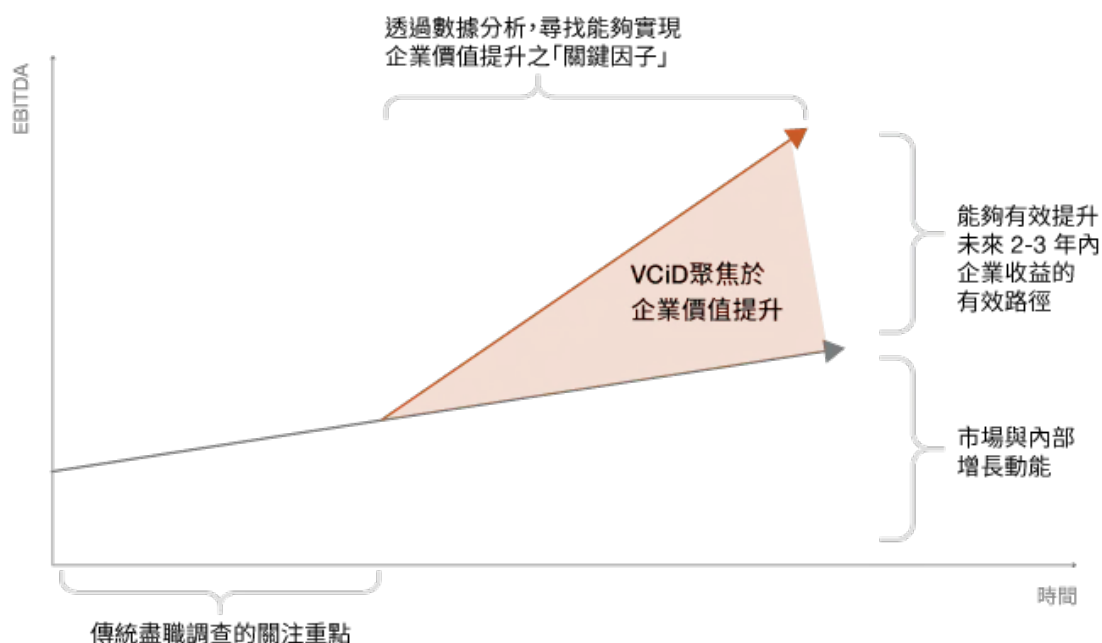 透過數據分析，尋找能夠實現
企業價值提升之「關鍵因子」
EBITDA
能夠有效提升
未來 2-3 年內
企業收益的
有效路徑
VCiD聚焦於
企業價值提升
市場與內部
增長動能
時間
傳統盡職調查的關注重點